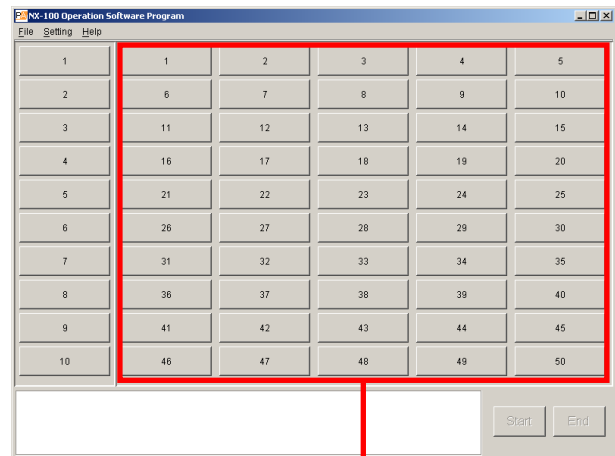 NX-100 Operation Software Program
File Setting Help
1 1 2 3 4 5
2 6 7 8 9 10
3 11 12 13 14 15
4 16 17 18 19 20
5 21 22 23 24 25
6 26 27 28 29 30
7 31 32 33 34 35
8 36 37 38 39 40
9 41 42 43 44 45
10 46 47 48 49 50
Start End